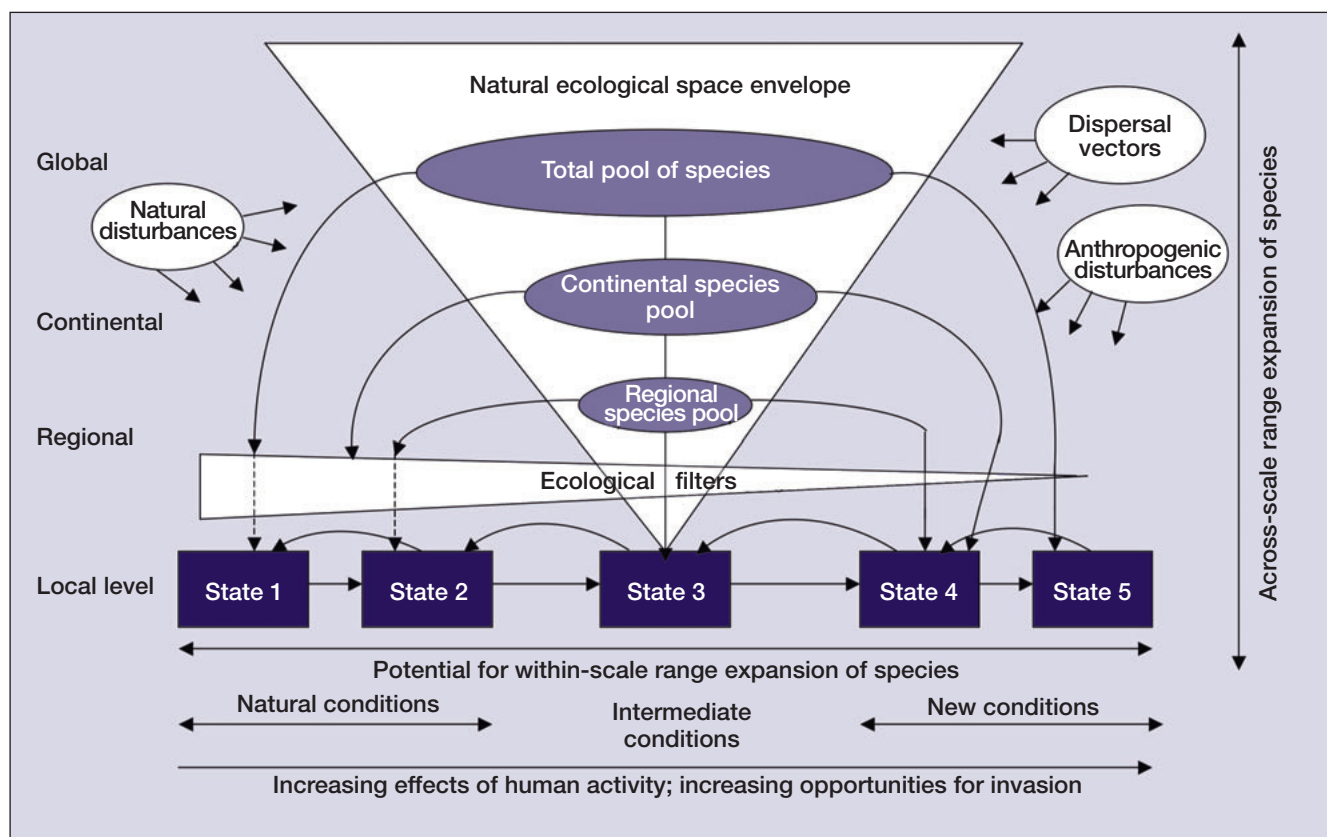 Natural ecological space envelope
Dispersal
vectors
Global
Total pool of species
Natural
disturbances
Anthropogenic
disturbances
Continental species
pool
Continental
Regional
species pool
Regional
Ecological filters
Local level
State 1
State 2
State 3
State 4
State 5
Across-scale range expansion of species
Potential for within-scale range expansion of species
Natural conditions
Intermediate
conditions
New conditions
Increasing effects of human activity; increasing opportunities for invasion